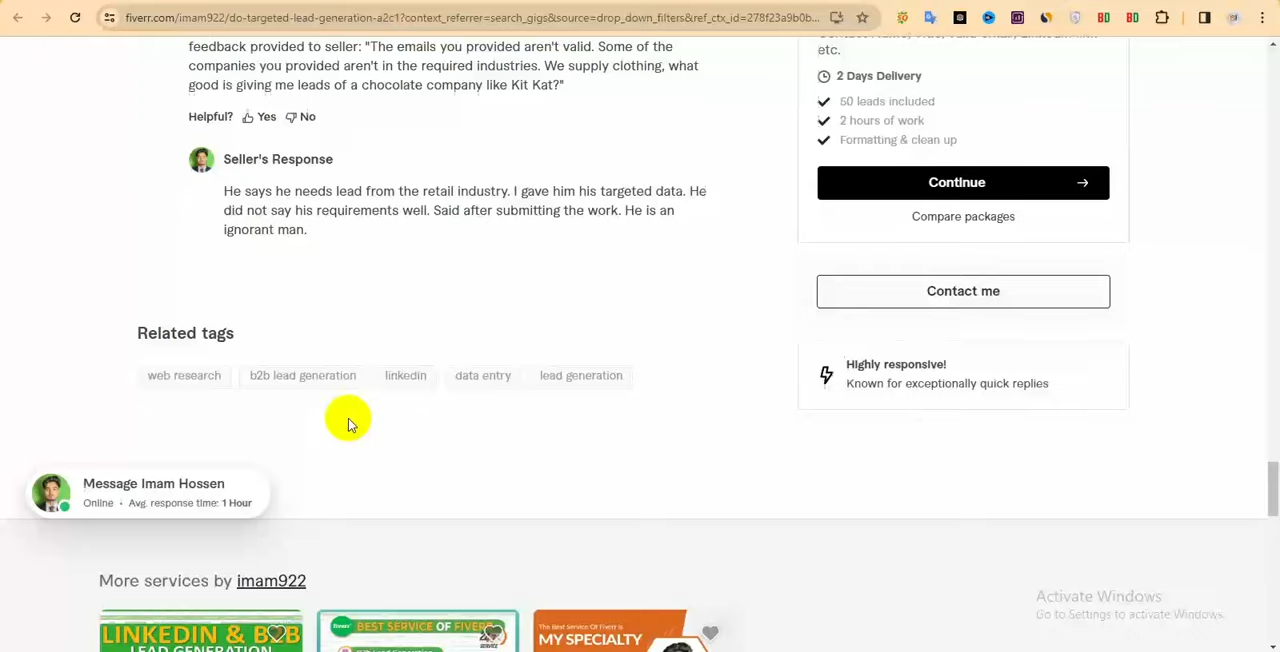 fiverr.com/imam922/do-targeted-lead-generation-a2c1?context_referrer=search_gigs&source=drop_down_filters&ref_ctx_id=278f23a9b0b...
feedback provided to seller: "The emails you provided aren't valid. Some of the
companies you provided aren't in the required industries. We supply clothing, what
good is giving me leads of a chocolate company like Kit Kat?"
Helpful? Yes No
Seller's Response
He says he needs lead from the retail industry. I gave him his targeted data. He
did not say his requirements well. Said after submitting the work. He is an
ignorant man.
etc.
2 Days Delivery
50 leads included
2 hours of work
Formatting & clean up
Continue
Compare packages
Contact me
Highly responsive!
Known for exceptionally quick replies
Related tags
web research b2b lead generation linkedin data entry lead generation
Message Imam Hossen
Online • Avg. response time: 1 Hour
More services by imam922
LINKEDIN & B2B
LEAD GENERATION
fiverr. BEST SERVICE OF FIVERR
The Best Service Of Fiverr is
MY SPECIALTY
Activate Windows
Go to Settings to activate Windows.